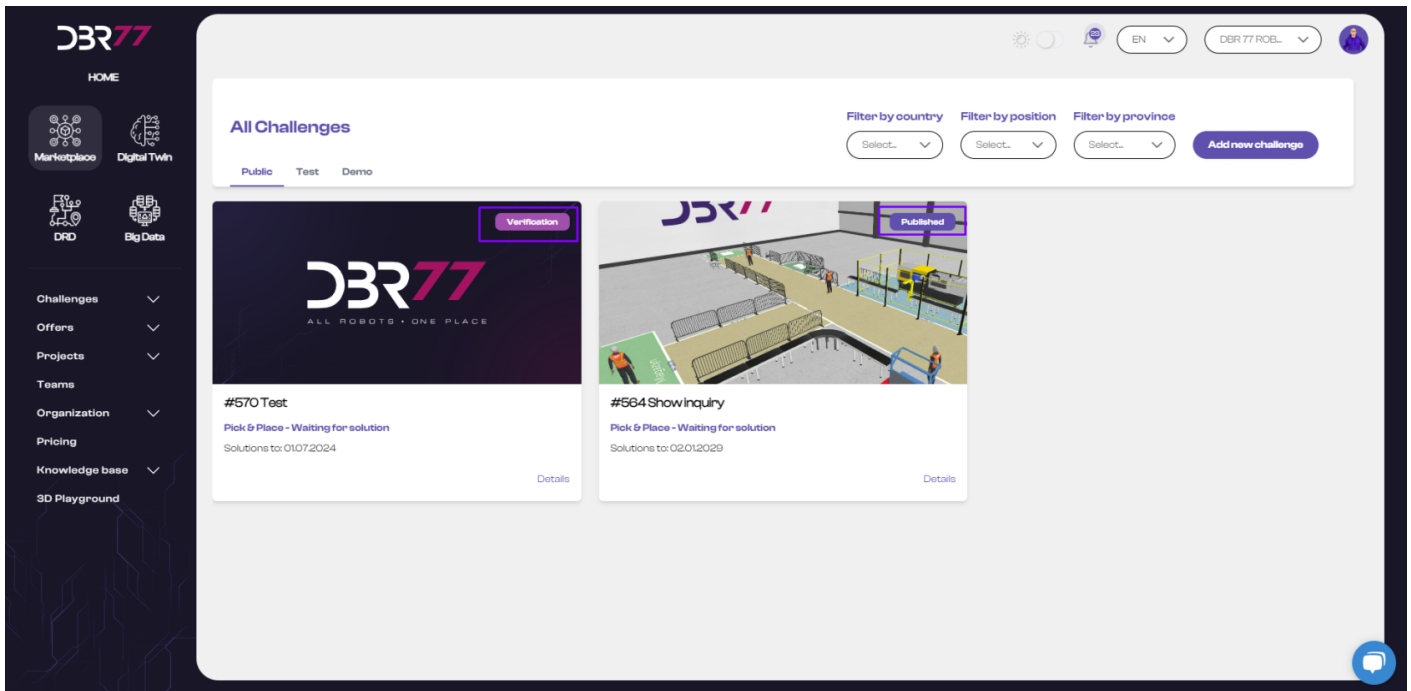 DBR77
HOME
Marketplace
Digital Twin
DRD
Big Data
Challenges
Offers
Projects
Teams
Organization
Pricing
Knowledge base
3D Playground
EN
DBR 77 ROB...
All Challenges
Filter by country
Filter by position
Filter by province
Select...
Select...
Select...
Add new challenge
Public
Test
Demo
Verification
DBR77
ALL ROBOTS • ONE PLACE
#570 Test
Pick & Place - Waiting for solution
Solutions to: 01.07.2024
Details
DBR77
Published
#564 Show inquiry
Pick & Place - Waiting for solution
Solutions to: 02.01.2029
Details